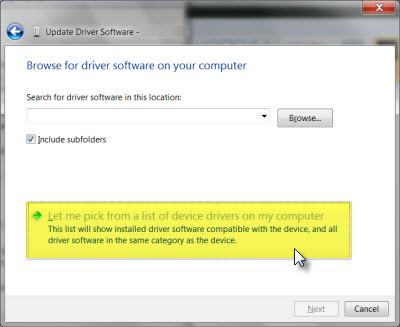 Update Driver Software -
Browse for driver software on your computer
Search for driver software in this location:
Browse...
Include subfolders
Let me pick from a list of device drivers on my computer
This list will show installed driver software compatible with the device, and all
driver software in the same category as the device.
Next
Cancel